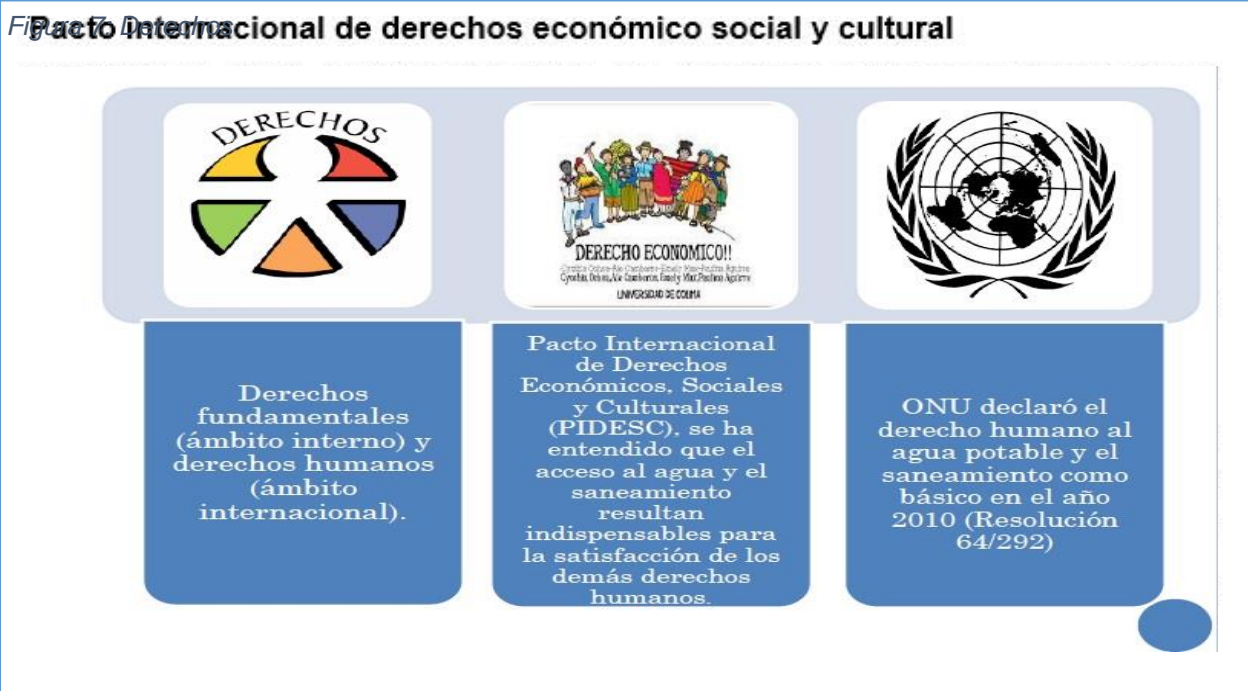 Figura 7. Derechos
Pacto internacional de derechos económico social y cultural
DERECHOS
DERECHO ECONOMICO!!
UNIVERSIDAD DE COLIMA
Derechos
fundamentales
(ámbito interno) y
derechos humanos
(ámbito
internacional).
Pacto Internacional
de Derechos
Económicos, Sociales
y Culturales
(PIDESC), se ha
entendido que el
acceso al agua y el
saneamiento
resultan
indispensables para
la satisfacción de los
demás derechos
humanos.
ONU declaró el
derecho humano al
agua potable y el
saneamiento como
básico en el año
2010 (Resolución
64/292)